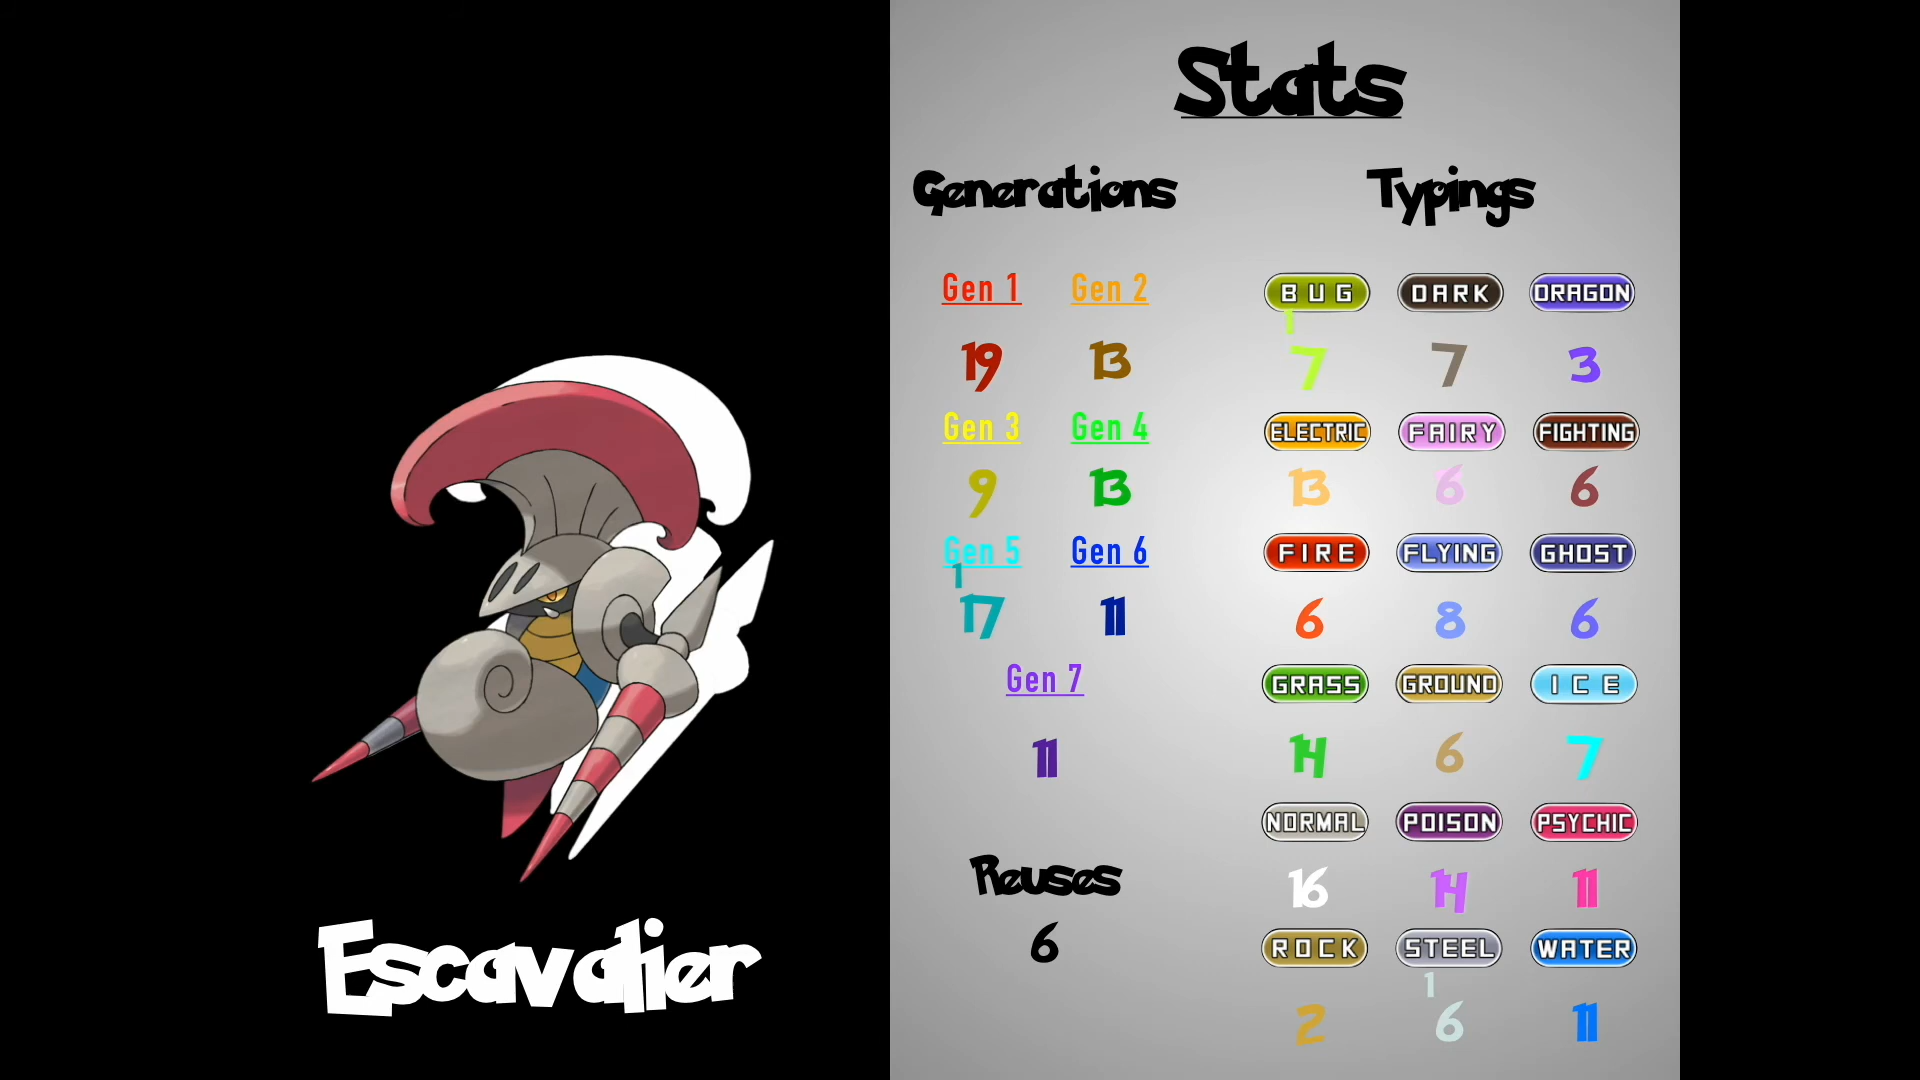 Stats
Generations
Typings
Gen 1 Gen 2
19 13
Gen 3 Gen 4
9 13
Gen 5 Gen 6
1
17 11
Gen 7
11
Reuses
6
BUG DARK DRAGON
1
7 7 3
ELECTRIC FAIRY FIGHTING
13 6 6
FIRE FLYING GHOST
6 8 6
GRASS GROUND ICE
14 6 7
NORMAL POISON PSYCHIC
16 14 11
ROCK STEEL WATER
1
2 6 11
Escavalier